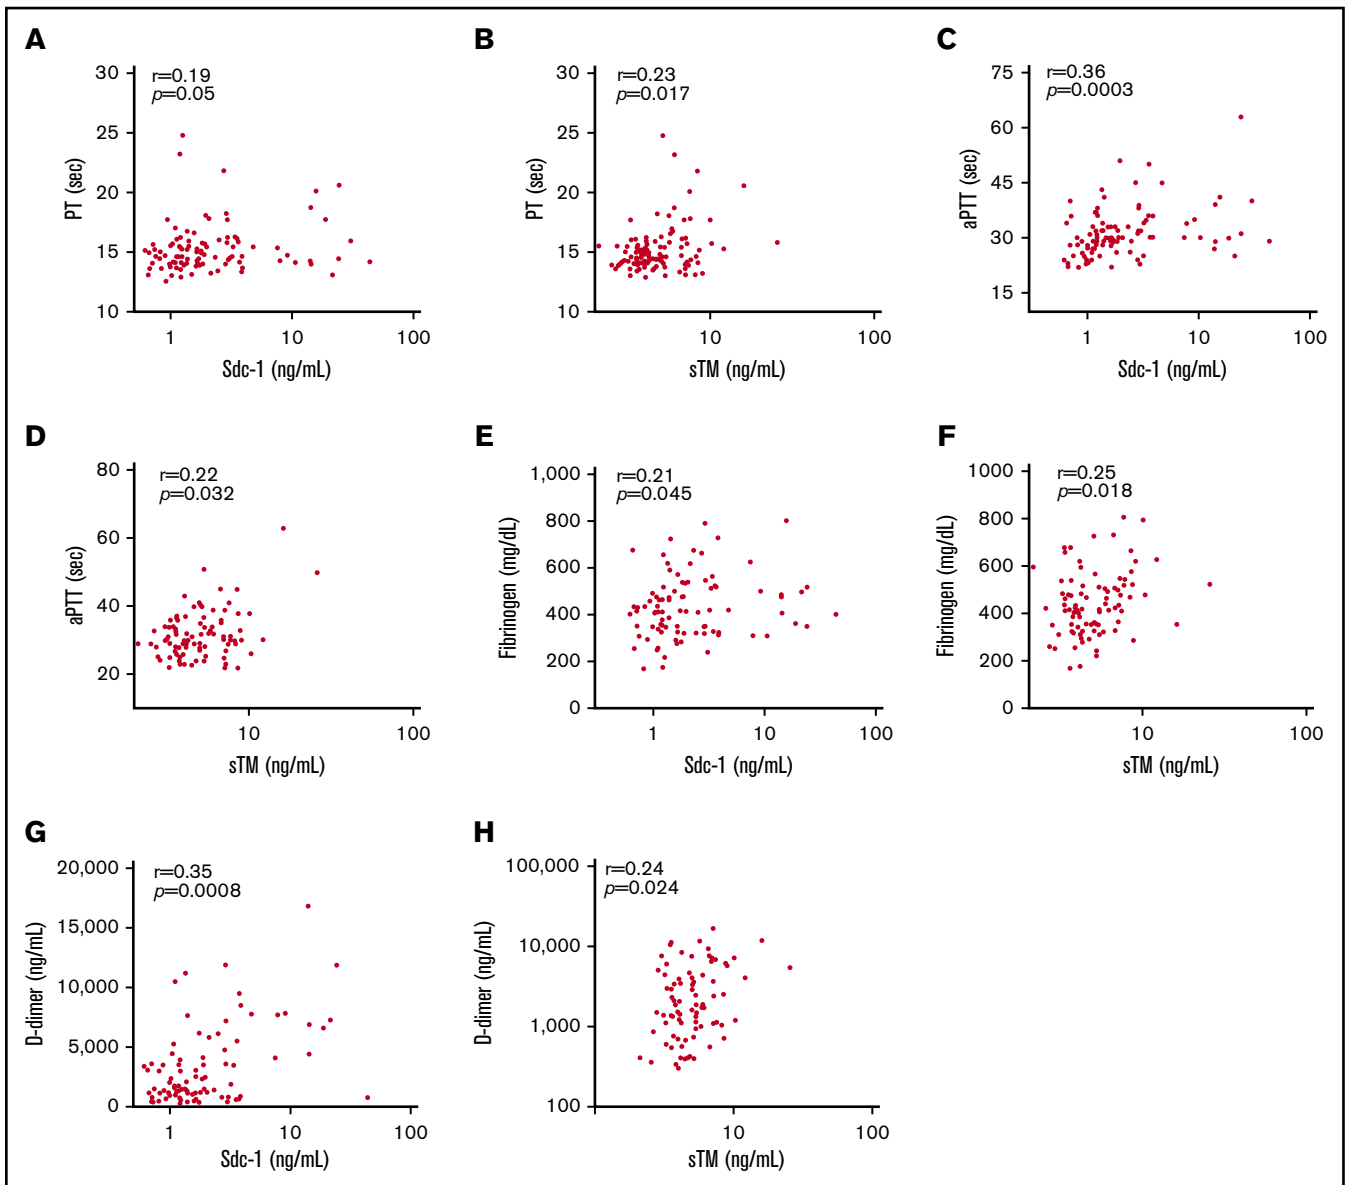 A
r=0.19
p=0.05
30
25
20
15
10
PT (sec)
1
10
100
Sdc-1 (ng/mL)
B
r=0.23
p=0.017
30
25
20
15
10
PT (sec)
10
100
sTM (ng/mL)
C
r=0.36
p=0.0003
75
60
45
30
15
aPTT (sec)
1
10
100
Sdc-1 (ng/mL)
D
r=0.22
p=0.032
80
60
40
20
aPTT (sec)
10
100
sTM (ng/mL)
E
r=0.21
p=0.045
1,000
800
600
400
200
0
Fibrinogen (mg/dL)
1
10
100
Sdc-1 (ng/mL)
F
r=0.25
p=0.018
1000
800
600
400
200
0
Fibrinogen (mg/dL)
10
100
sTM (ng/mL)
G
r=0.35
p=0.0008
20,000
15,000
10,000
5,000
0
D-dimer (ng/mL)
1
10
100
Sdc-1 (ng/mL)
H
r=0.24
p=0.024
100,000
10,000
1,000
100
D-dimer (ng/mL)
10
100
sTM (ng/mL)